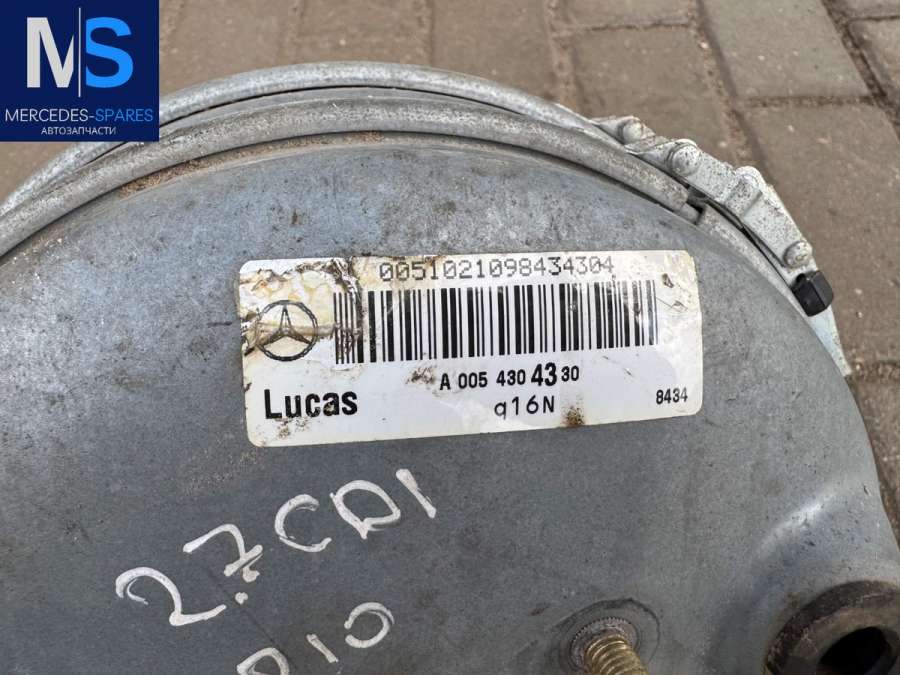 MS
MERCEDES-SPARES
АВТОЗАПЧАСТИ
0051021098434304
A 005 430 43 30
Lucas
q16N
8434
2.7CDI